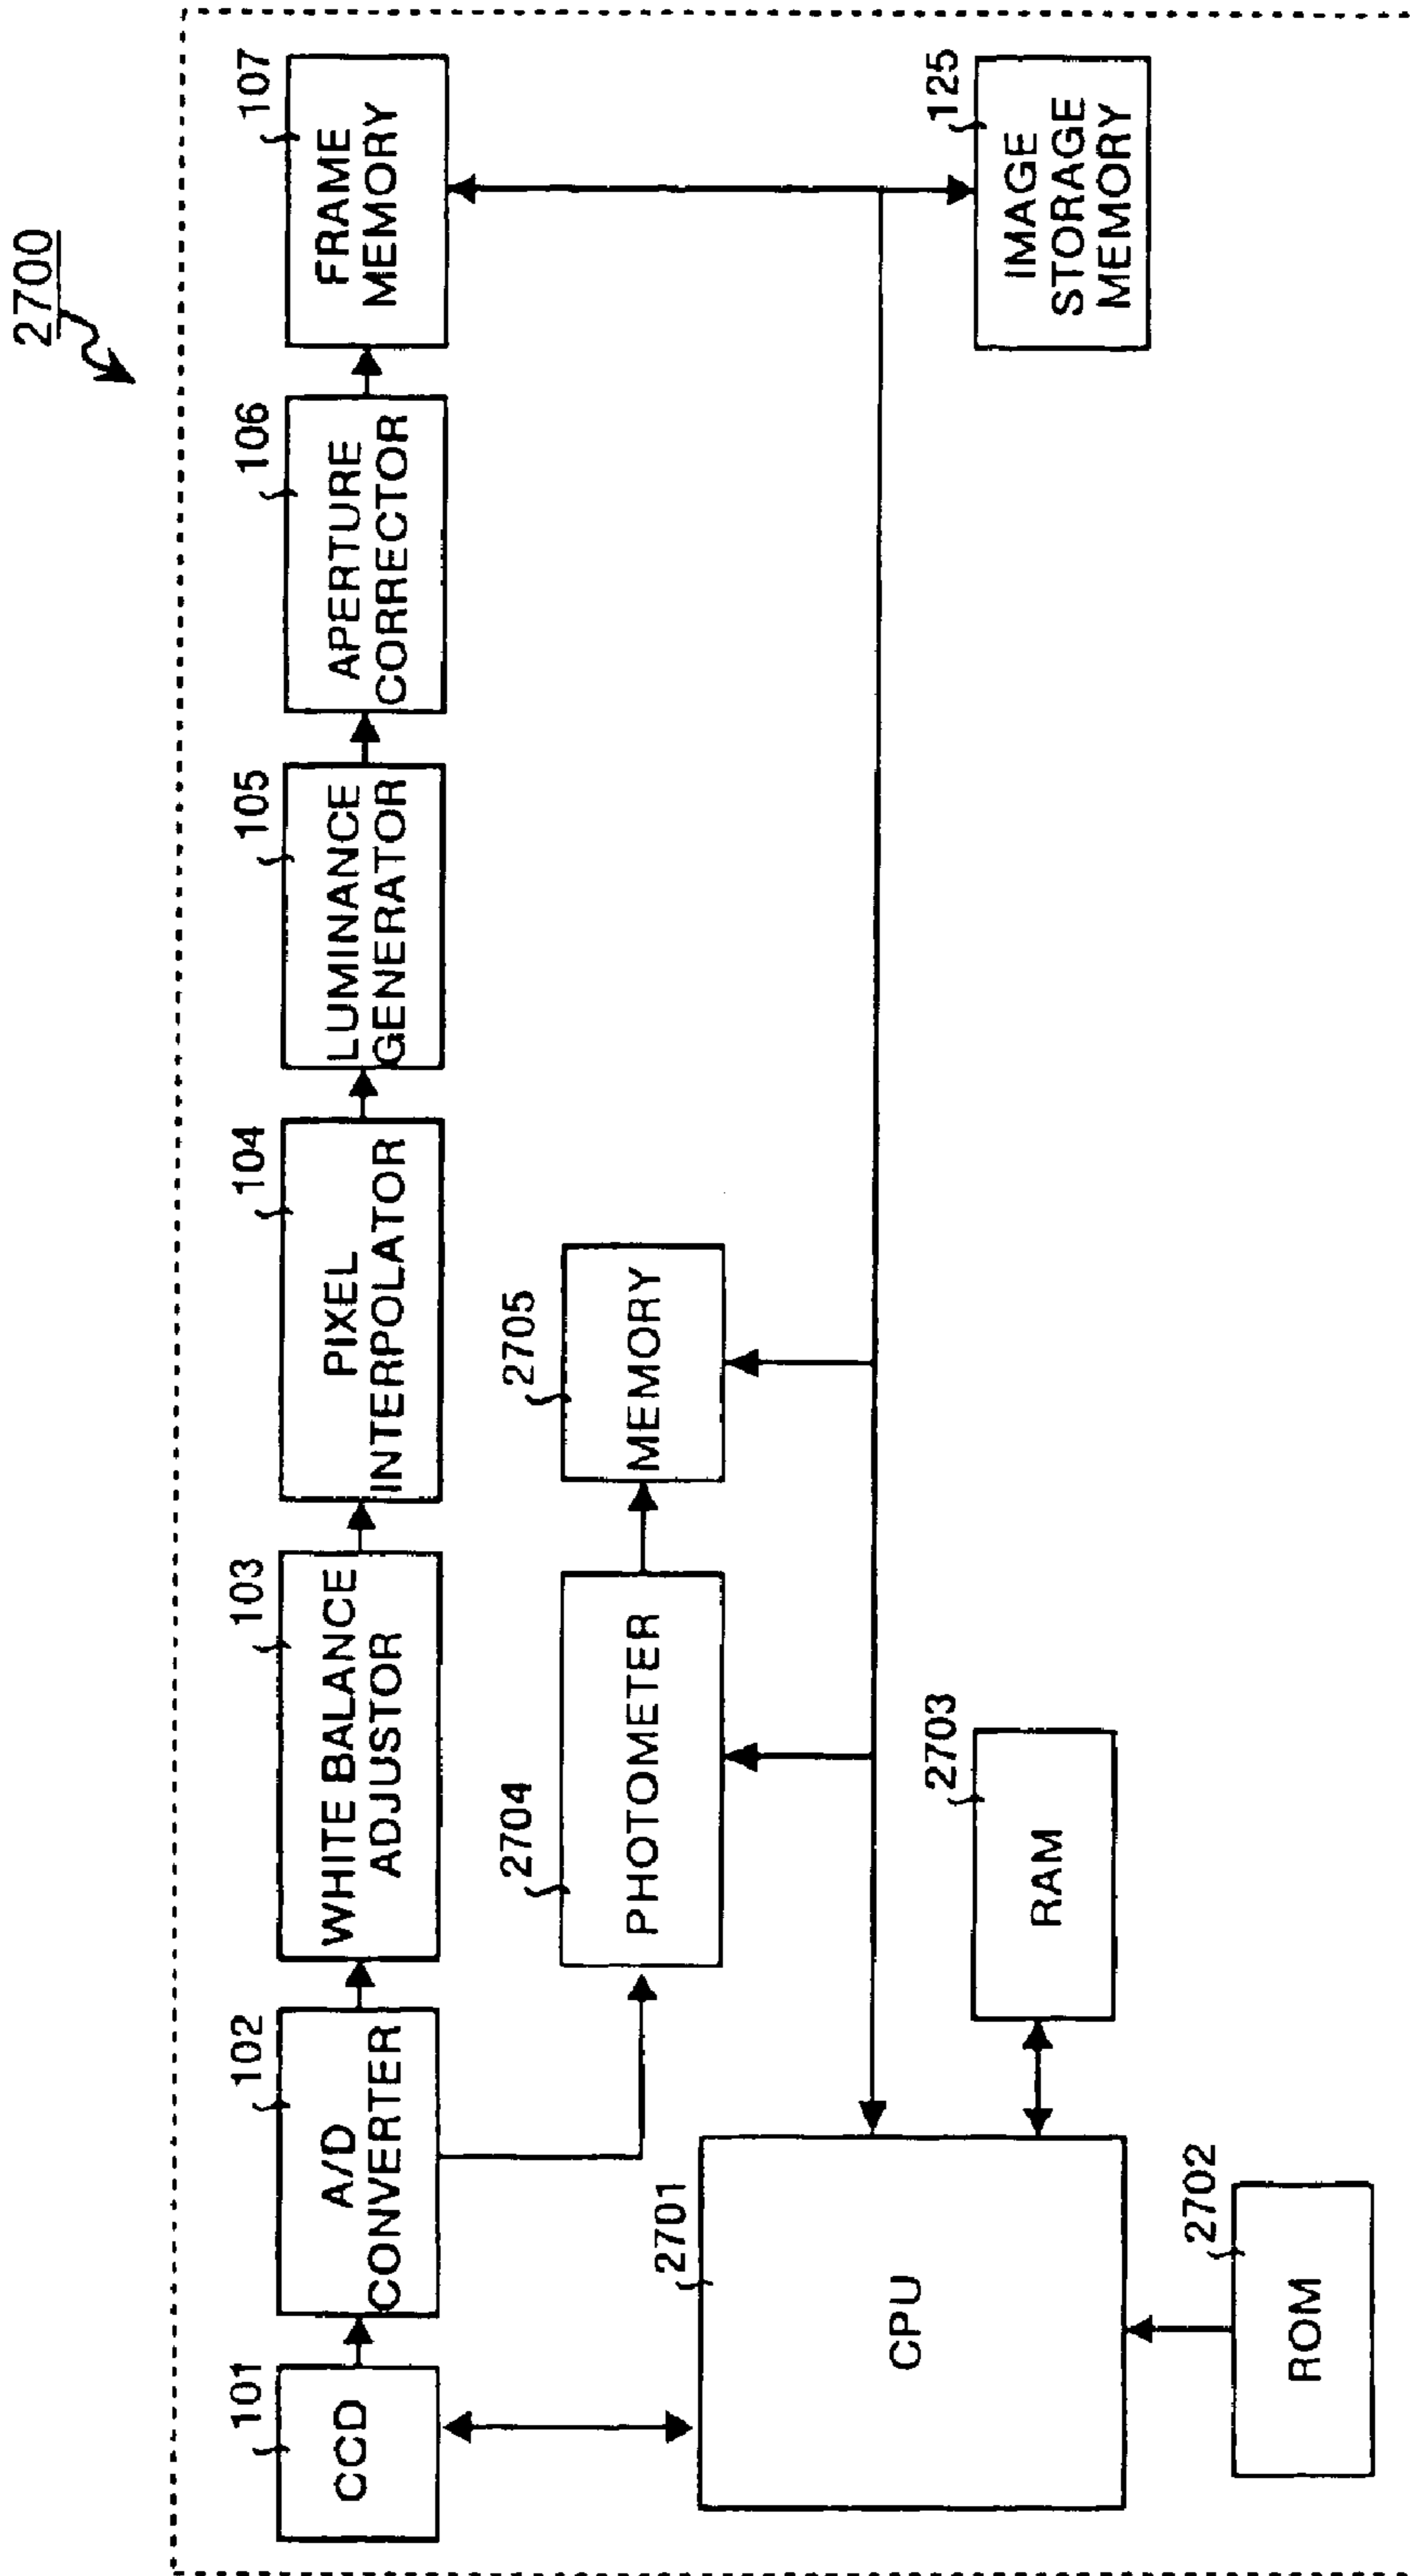 2700
101
CCD
102
A/D
CONVERTER
103
WHITE BALANCE
ADJUSTOR
104
PIXEL
INTERPOLATOR
105
LUMINANCE
GENERATOR
106
APERTURE
CORRECTOR
107
FRAME
MEMORY
2704
PHOTOMETER
2705
MEMORY
2701
CPU
2703
RAM
125
IMAGE
STORAGE
MEMORY
2702
ROM